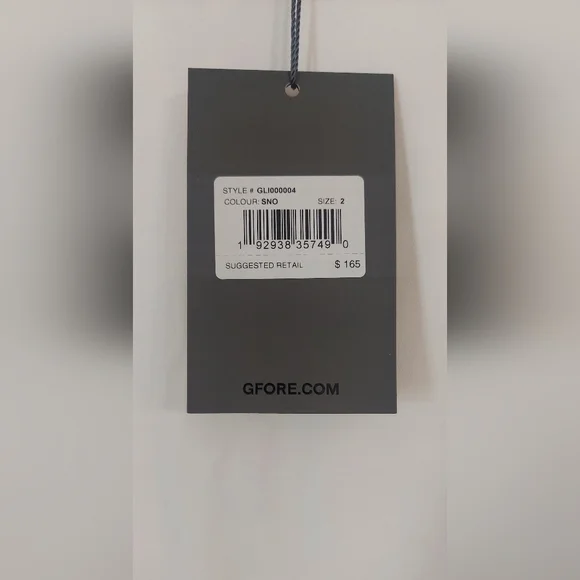 STYLE # GLI000004
COLOUR: SNO SIZE: 2
1 92938 35749 0
SUGGESTED RETAIL $ 165
GFORE.COM